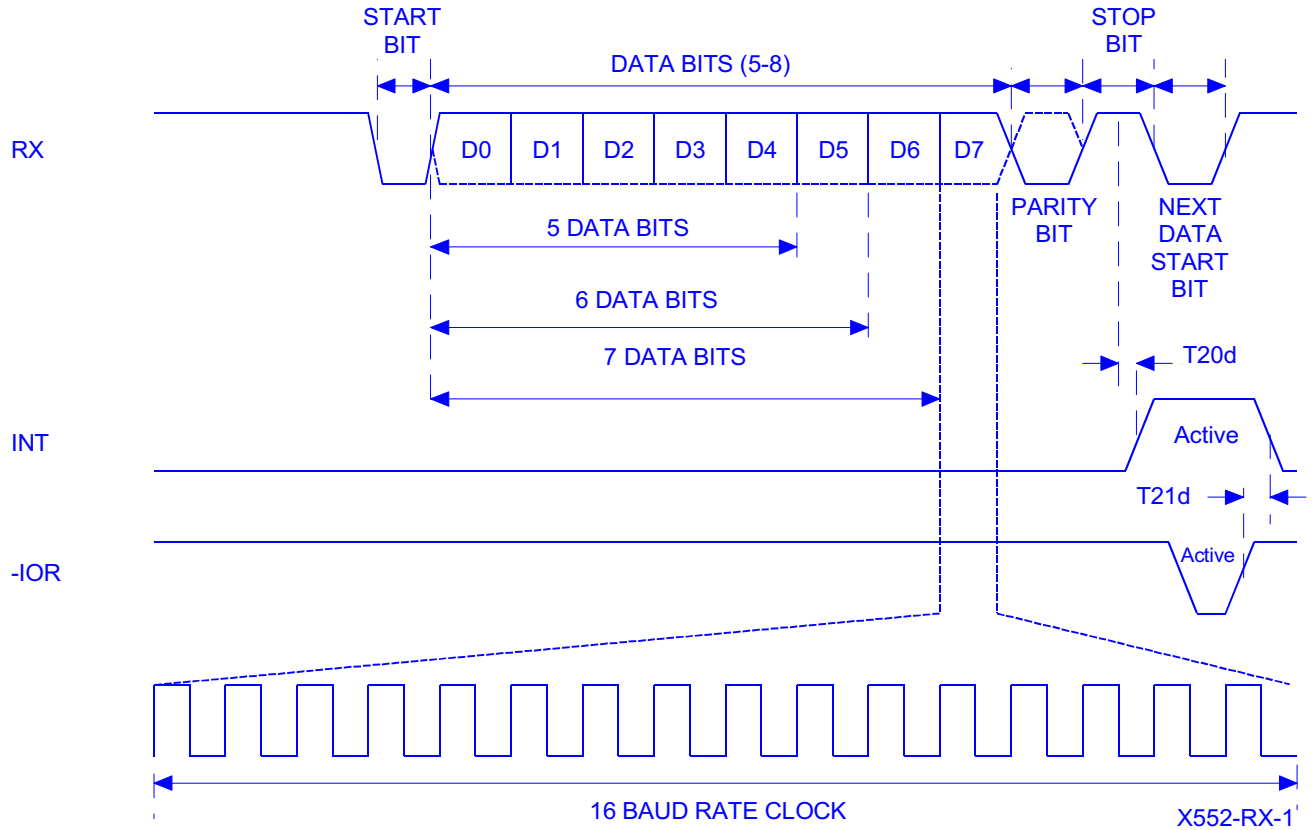 START
BIT
STOP
BIT
DATA BITS (5-8)
RX
D0 D1 D2 D3 D4 D5 D6 D7
PARITY
BIT
NEXT
DATA
START
BIT
5 DATA BITS
6 DATA BITS
7 DATA BITS
T20d
INT
Active
T21d
-IOR
Active
16 BAUD RATE CLOCK
X552-RX-1